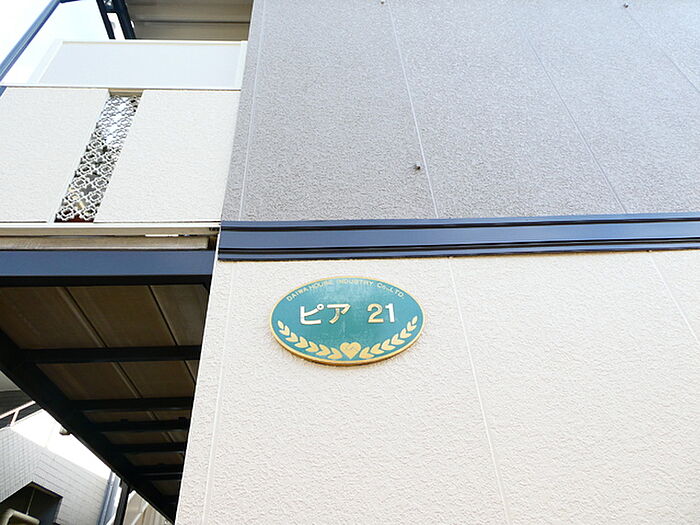 DAIWA HOUSE INDUSTRY Co.,LTD.
ピア 21